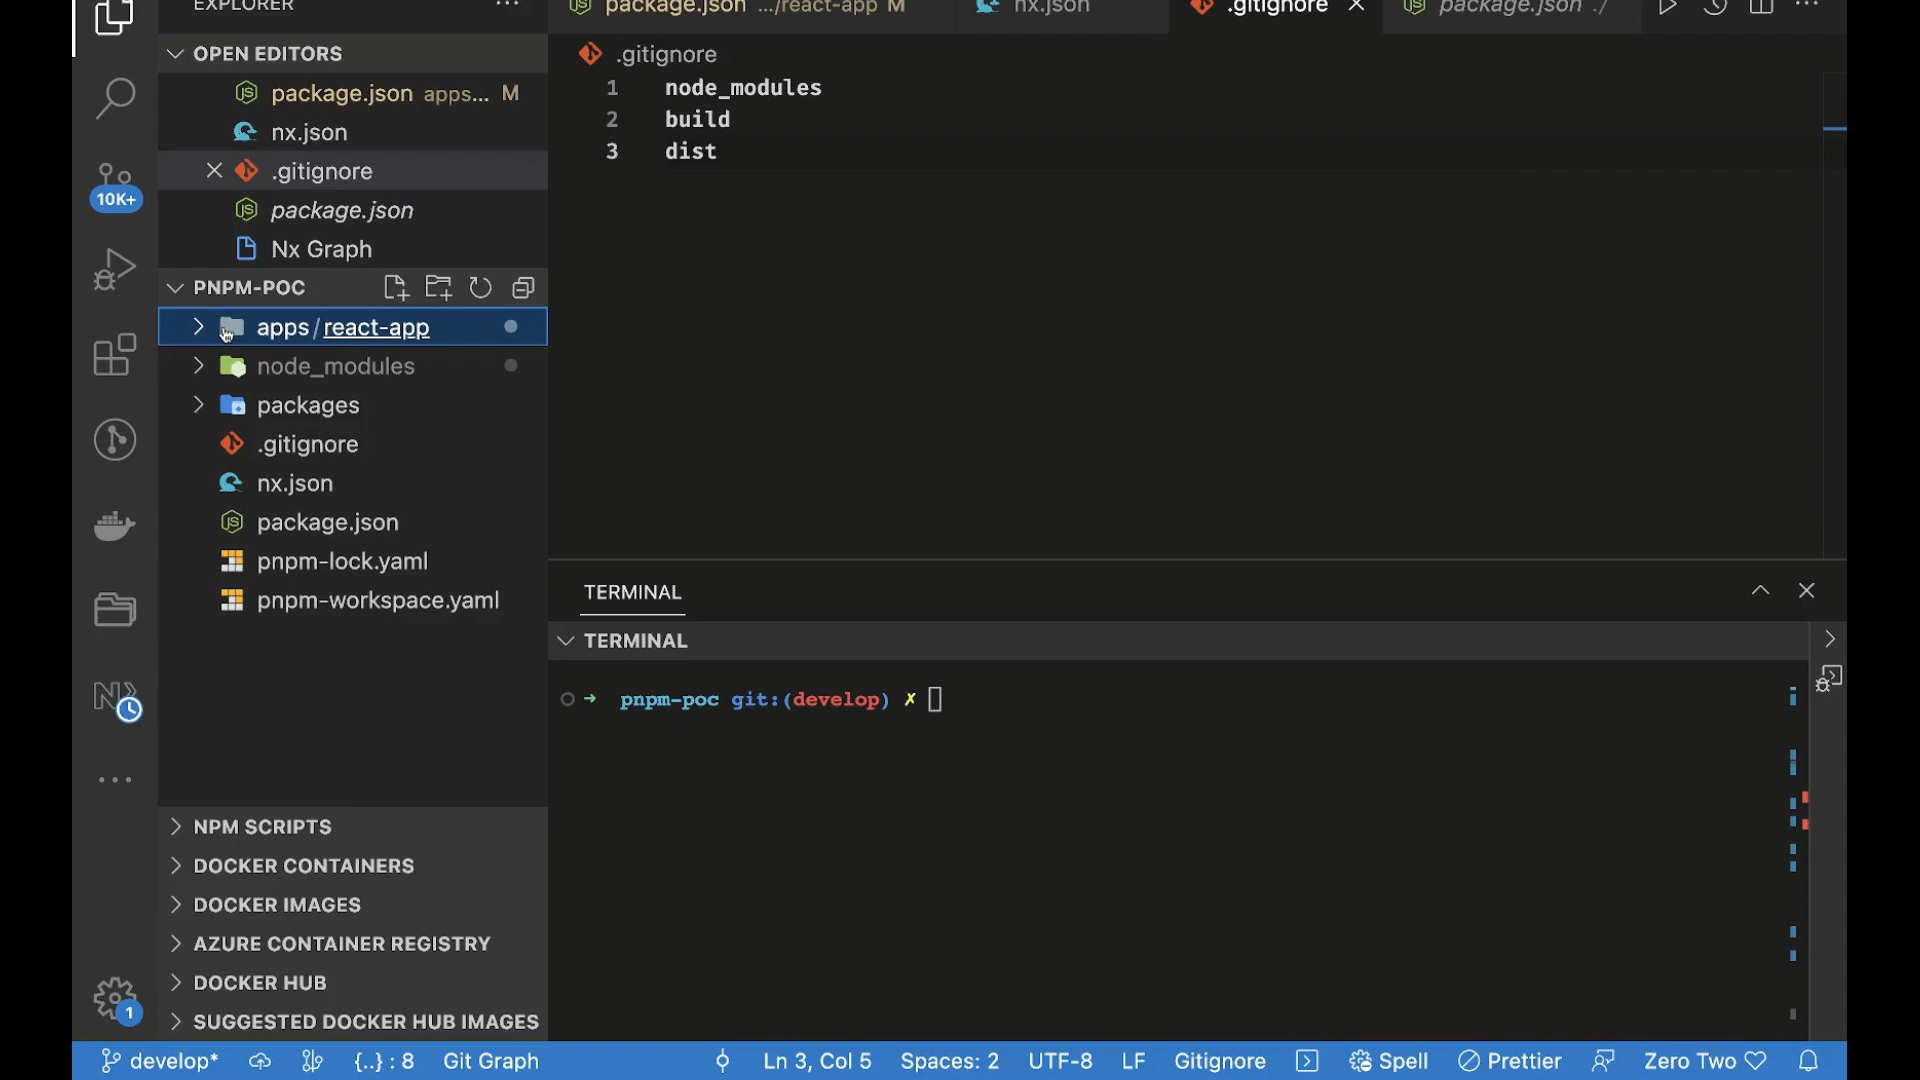 EXPLORER
package.json .../react-app M
nx.json
.gitignore
package.json ./
OPEN EDITORS
package.json apps... M
nx.json
.gitignore
package.json
Nx Graph
10K+
PNPM-POC
apps/react-app
node_modules
packages
.gitignore
nx.json
package.json
pnpm-lock.yaml
pnpm-workspace.yaml
NPM SCRIPTS
DOCKER CONTAINERS
DOCKER IMAGES
AZURE CONTAINER REGISTRY
DOCKER HUB
SUGGESTED DOCKER HUB IMAGES
1
.gitignore
1 node_modules
2 build
3 dist
TERMINAL
TERMINAL
pnpm-poc git:(develop) ✗
develop* {..} : 8 Git Graph Ln 3, Col 5 Spaces: 2 UTF-8 LF Gitignore Spell Prettier Zero Two